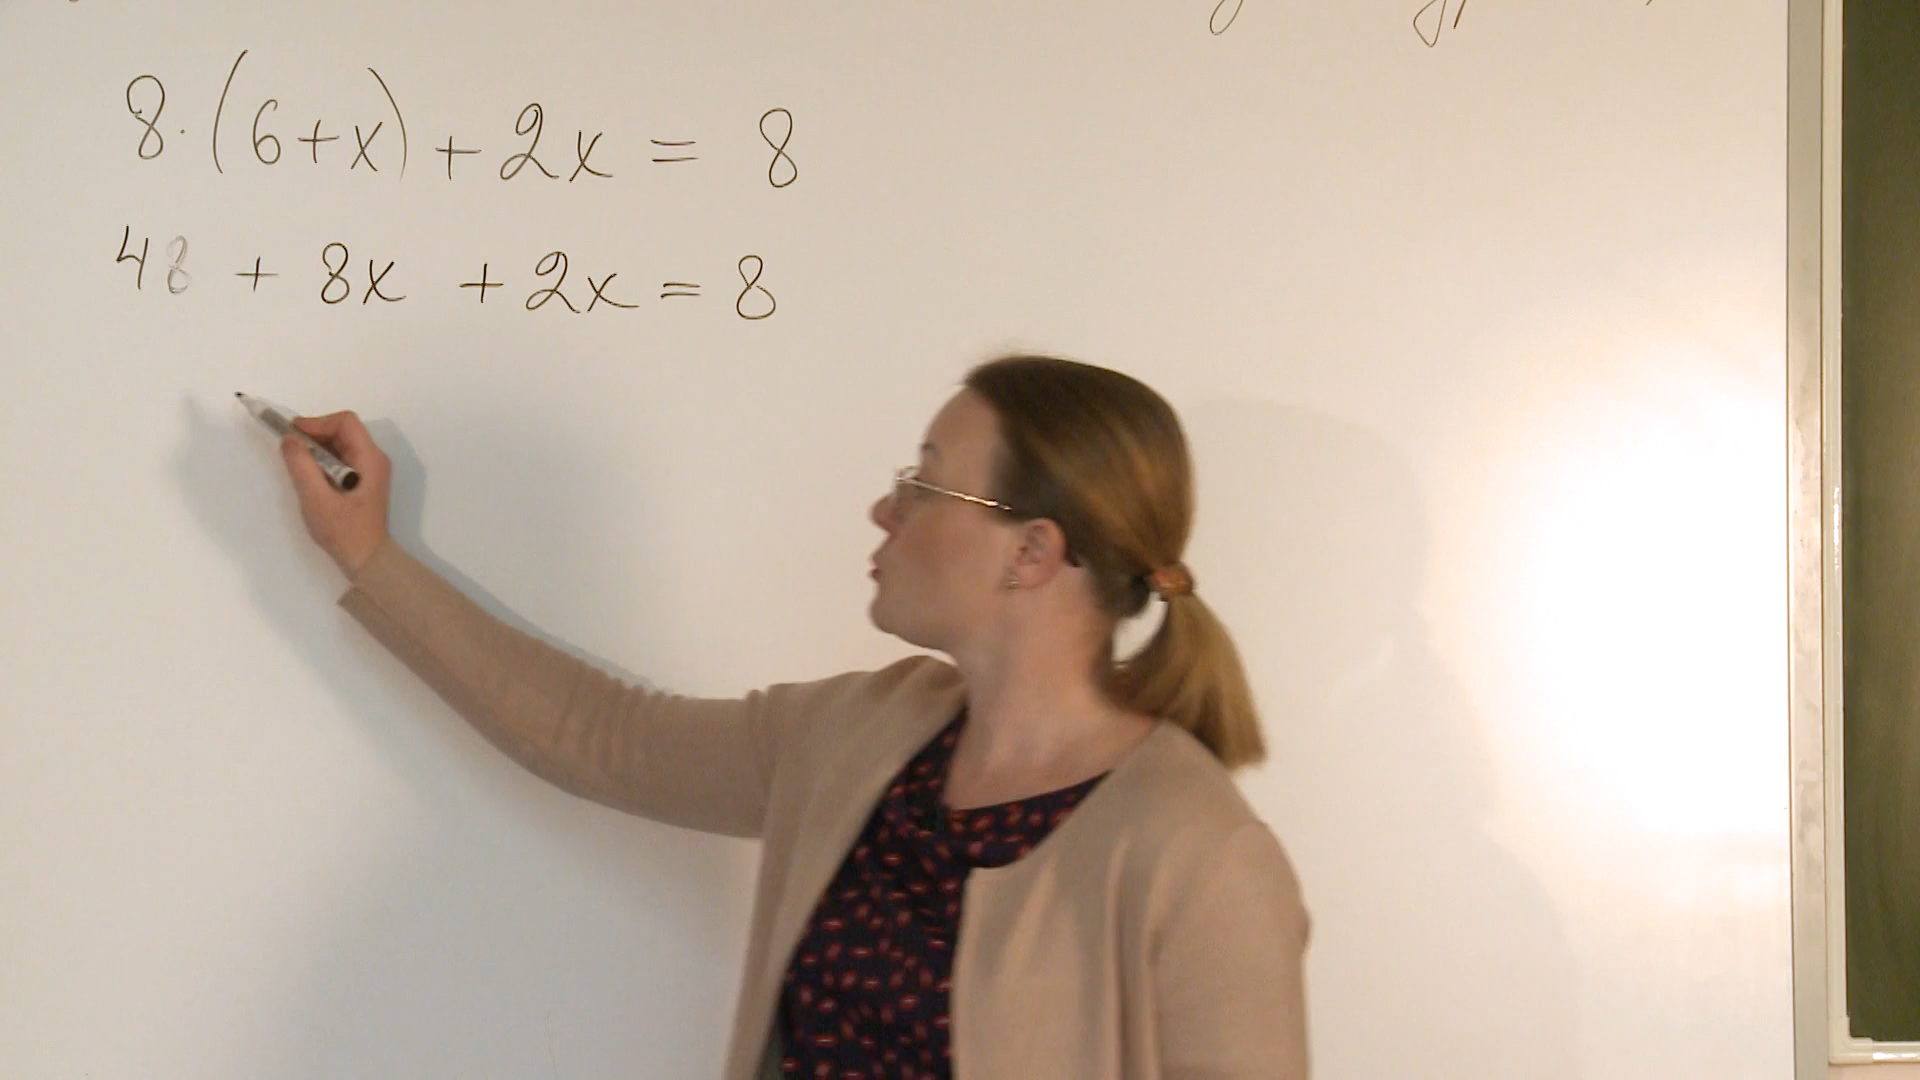 8·(6+x)+2x = 8
48 + 8x + 2x = 8